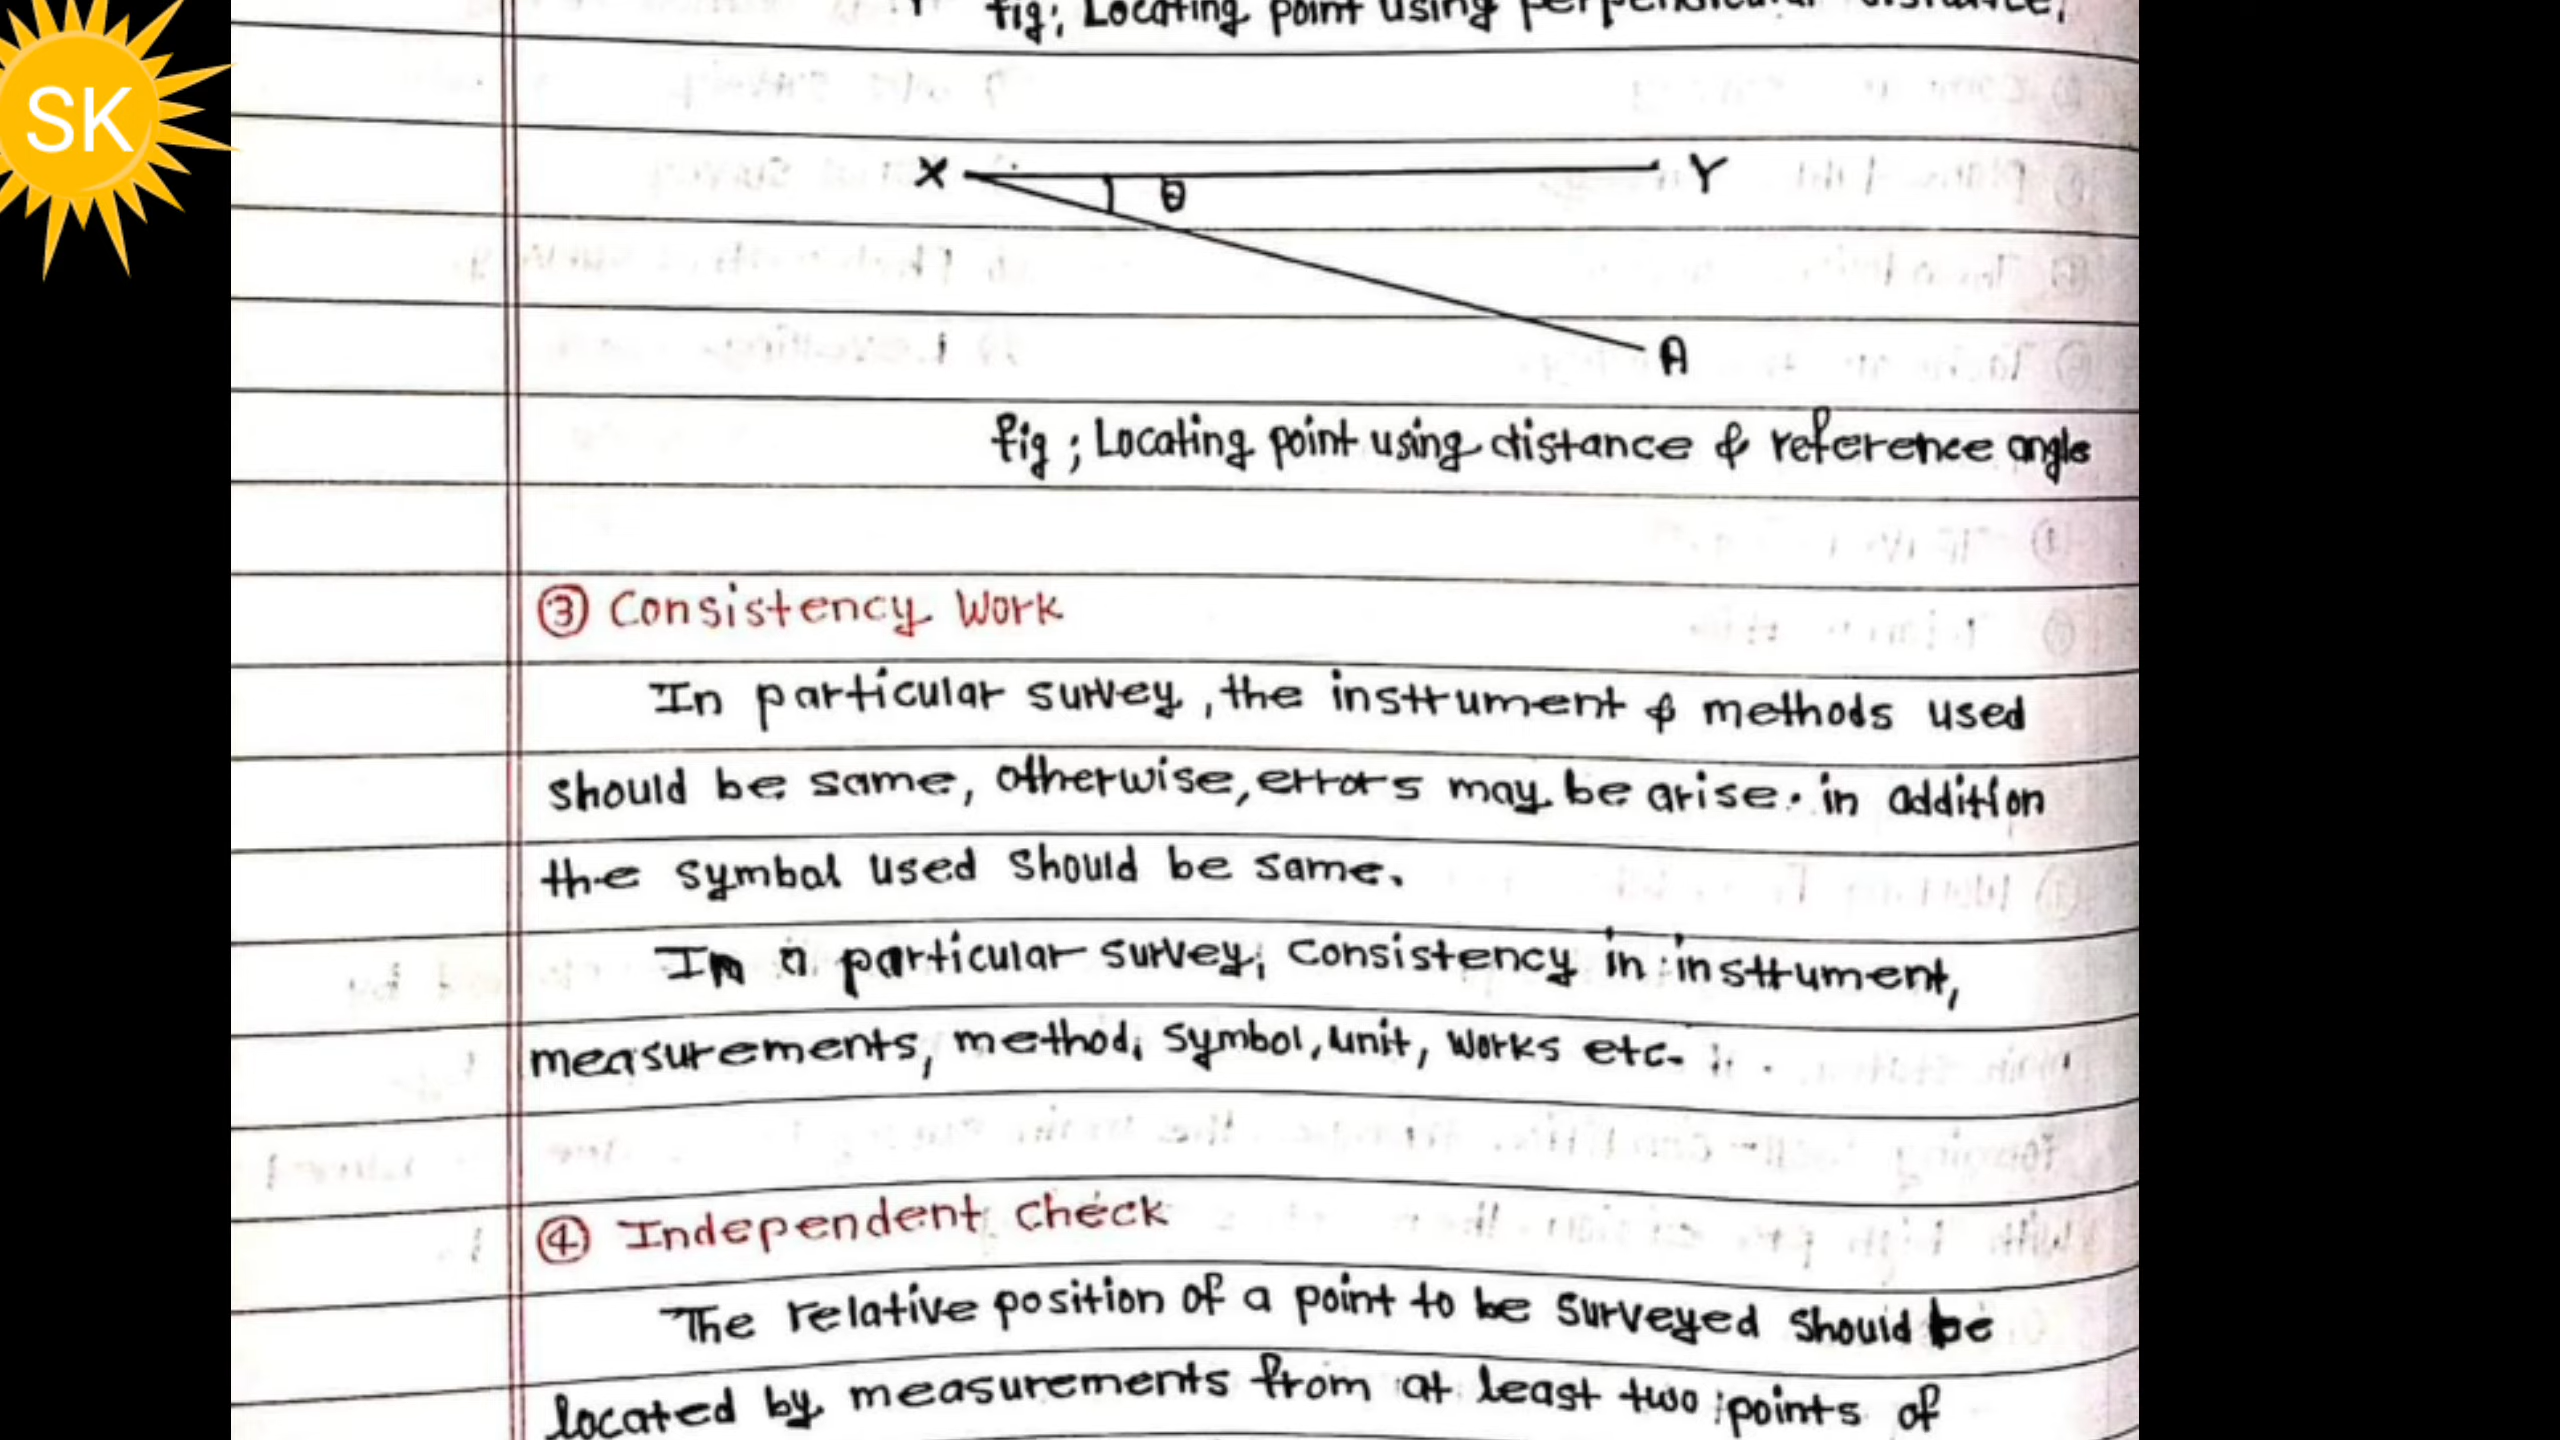 SK
fig; Locating point using perpendicular distance.
X θ Y
A
fig ; Locating point using distance & reference angle
③ Consistency Work
In particular survey, the instrument & methods used
should be same, otherwise, errors may be arise. in addition
the symbol used should be same.
In a particular survey, Consistency in instrument,
measurements, method, symbol, unit, works etc.
④ Independent Check
The relative position of a point to be surveyed should be
located by measurements from at least two points of